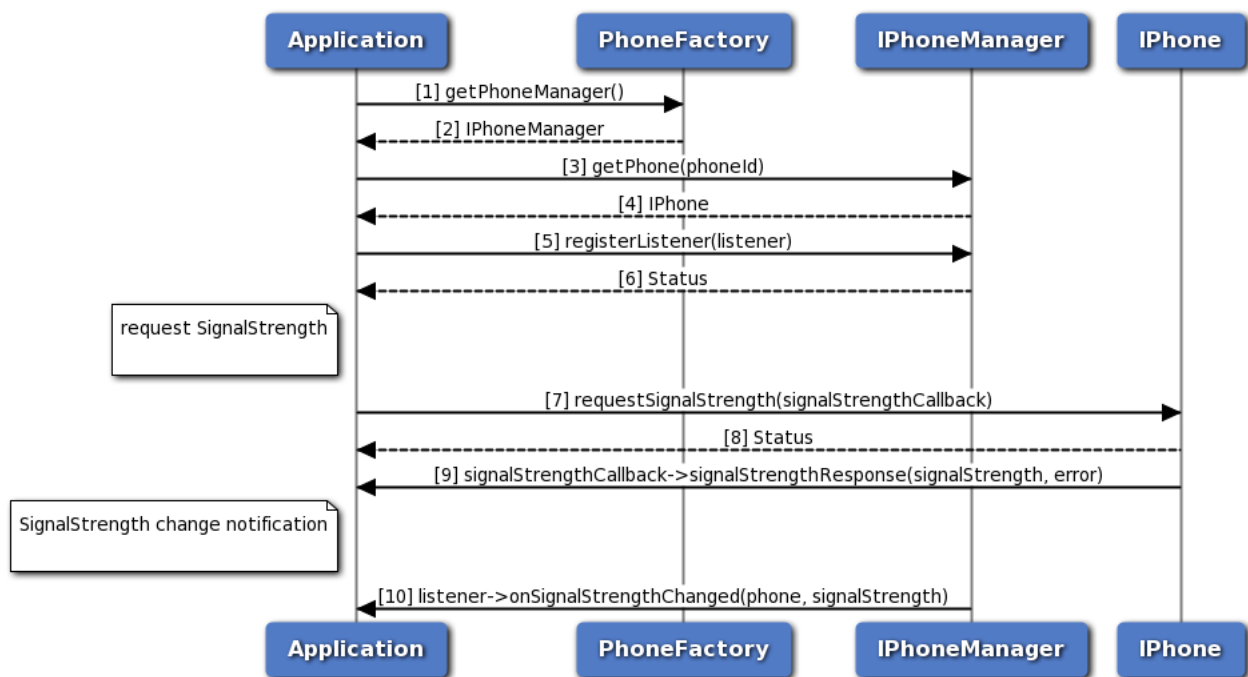 Application PhoneFactory IPhoneManager IPhone
[1] getPhoneManager()
[2] IPhoneManager
[3] getPhone(phoneId)
[4] IPhone
[5] registerListener(listener)
[6] Status
request SignalStrength
[7] requestSignalStrength(signalStrengthCallback)
[8] Status
[9] signalStrengthCallback->signalStrengthResponse(signalStrength, error)
SignalStrength change notification
[10] listener->onSignalStrengthChanged(phone, signalStrength)
Application PhoneFactory IPhoneManager IPhone